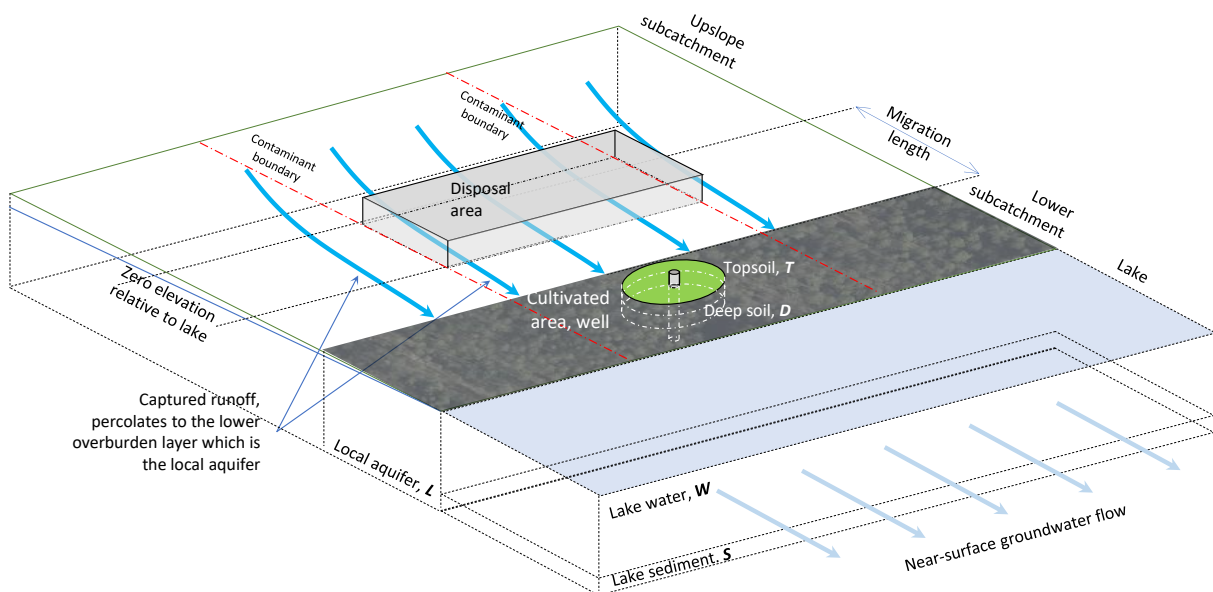 Upslope
subcatchment
Contaminant
boundary
Contaminant
boundary
Migration
length
Disposal
area
Lower
subcatchment
Zero elevation
relative to lake
Topsoil, T
Lake
Cultivated
area, well
Deep soil, D
Captured runoff,
percolates to the lower
overburden layer which is
the local aquifer
Local aquifer, L
Lake water, W
Near-surface groundwater flow
Lake sediment. S